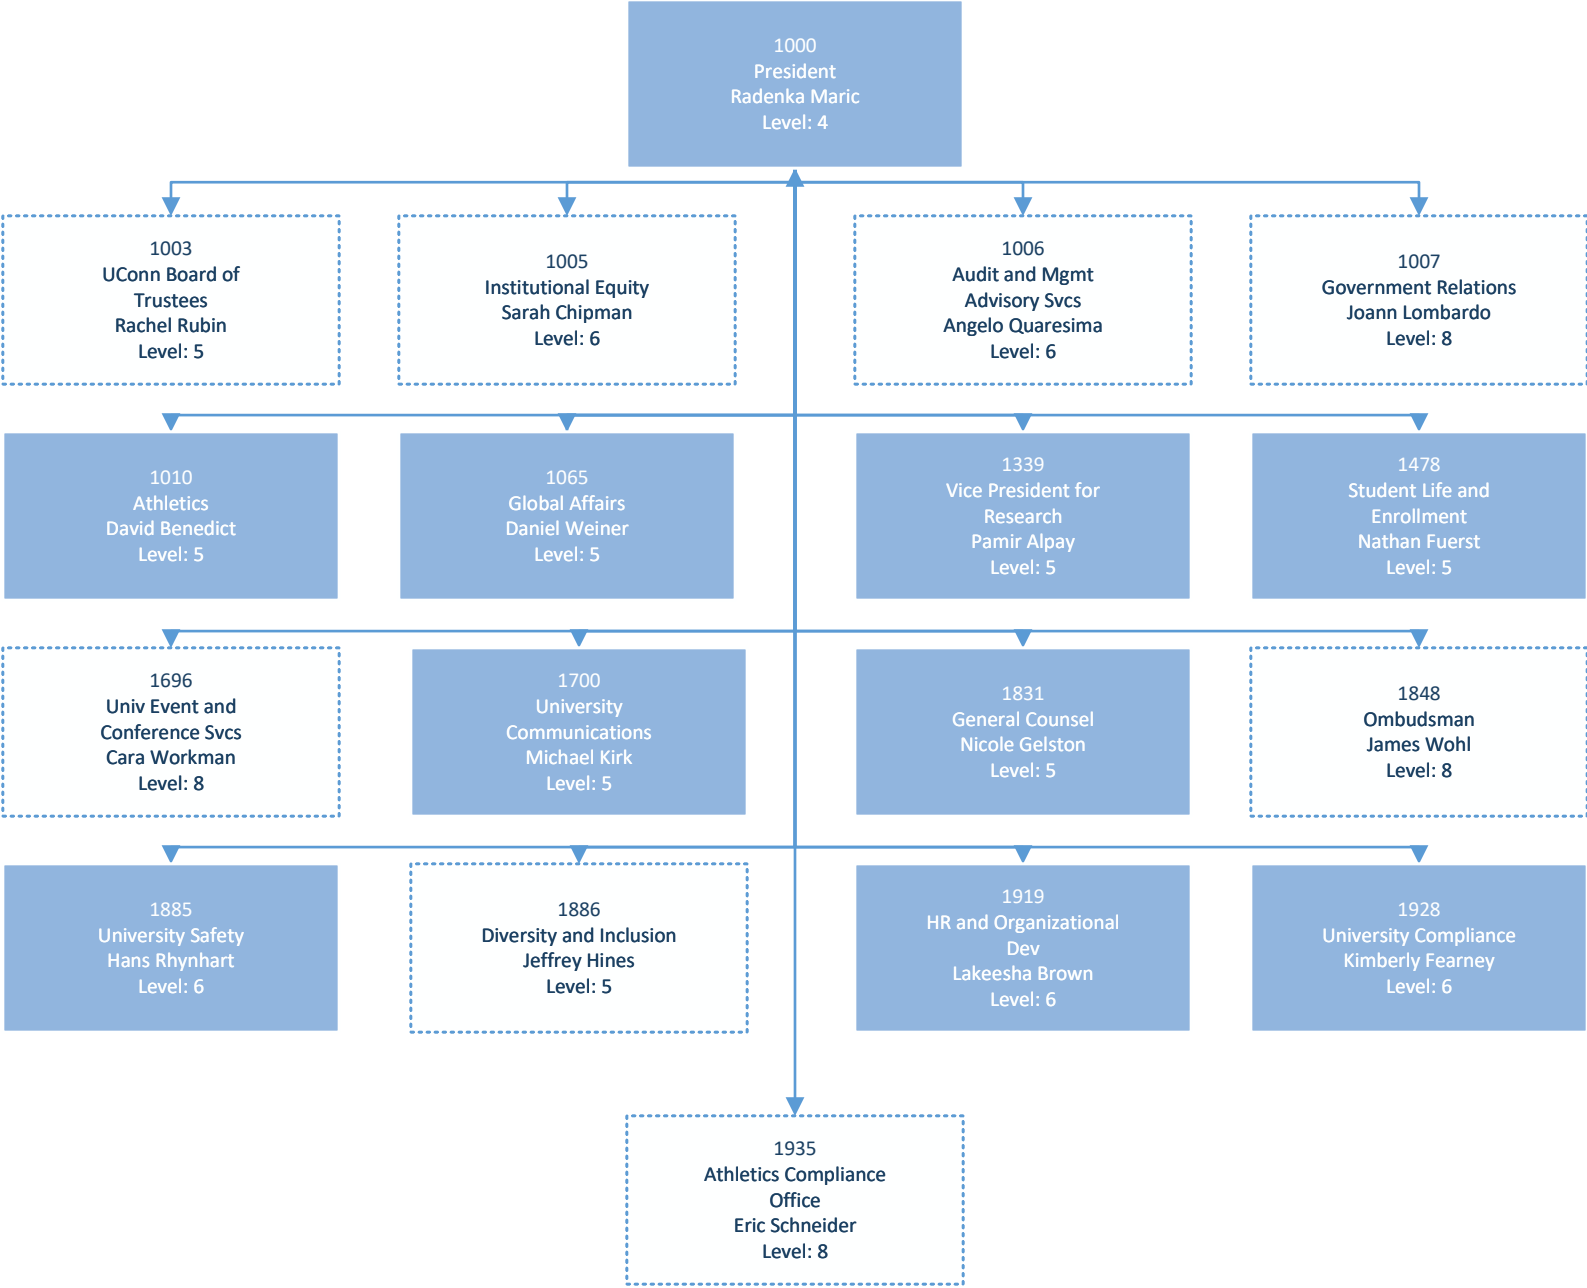 1000
President
Radenka Maric
Level: 4
1003
UConn Board of
Trustees
Rachel Rubin
Level: 5
1005
Institutional Equity
Sarah Chipman
Level: 6
1006
Audit and Mgmt
Advisory Svcs
Angelo Quaresima
Level: 6
1007
Government Relations
Joann Lombardo
Level: 8
1010
Athletics
David Benedict
Level: 5
1065
Global Affairs
Daniel Weiner
Level: 5
1339
Vice President for
Research
Pamir Alpay
Level: 5
1478
Student Life and
Enrollment
Nathan Fuerst
Level: 5
1696
Univ Event and
Conference Svcs
Cara Workman
Level: 8
1700
University
Communications
Michael Kirk
Level: 5
1831
General Counsel
Nicole Gelston
Level: 5
1848
Ombudsman
James Wohl
Level: 8
1885
University Safety
Hans Rhynhart
Level: 6
1886
Diversity and Inclusion
Jeffrey Hines
Level: 5
1919
HR and Organizational
Dev
Lakeesha Brown
Level: 6
1928
University Compliance
Kimberly Fearney
Level: 6
1935
Athletics Compliance
Office
Eric Schneider
Level: 8